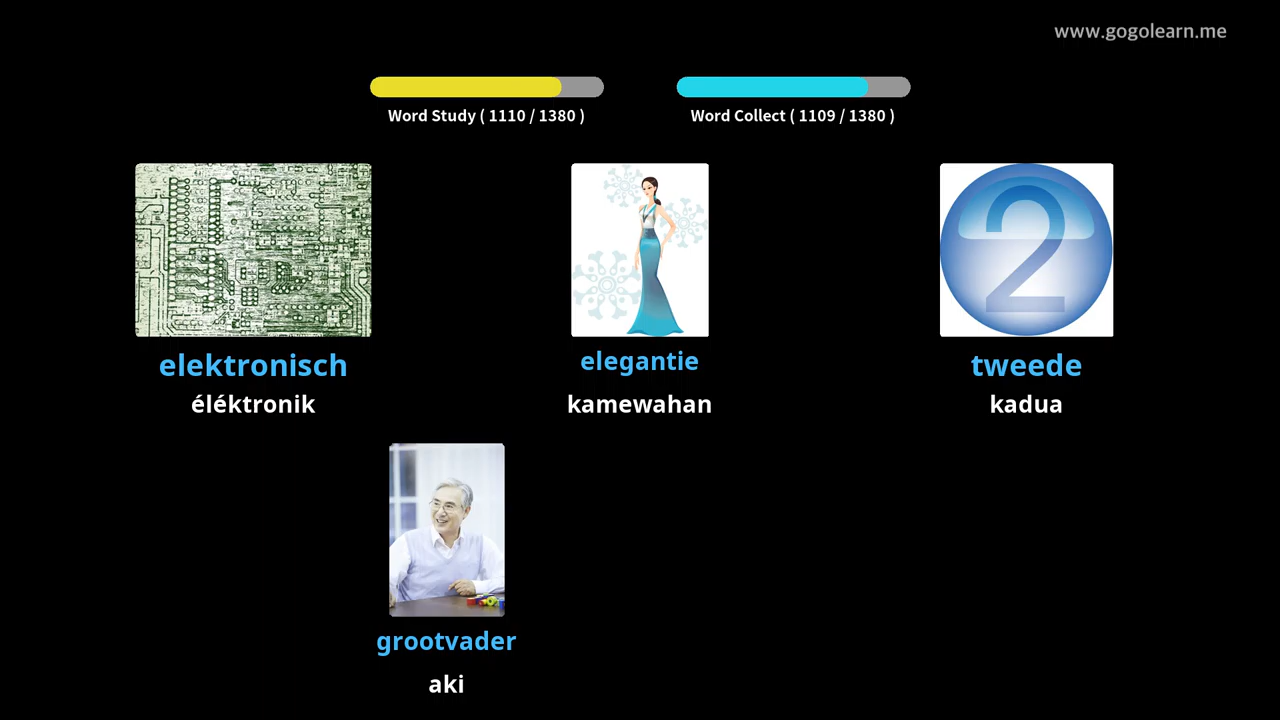 www.gogolearn.me
Word Study ( 1110 / 1380 )
Word Collect ( 1109 / 1380 )
2
elektronisch
elegantie
tweede
éléktronik
kamewahan
kadua
grootvader
aki